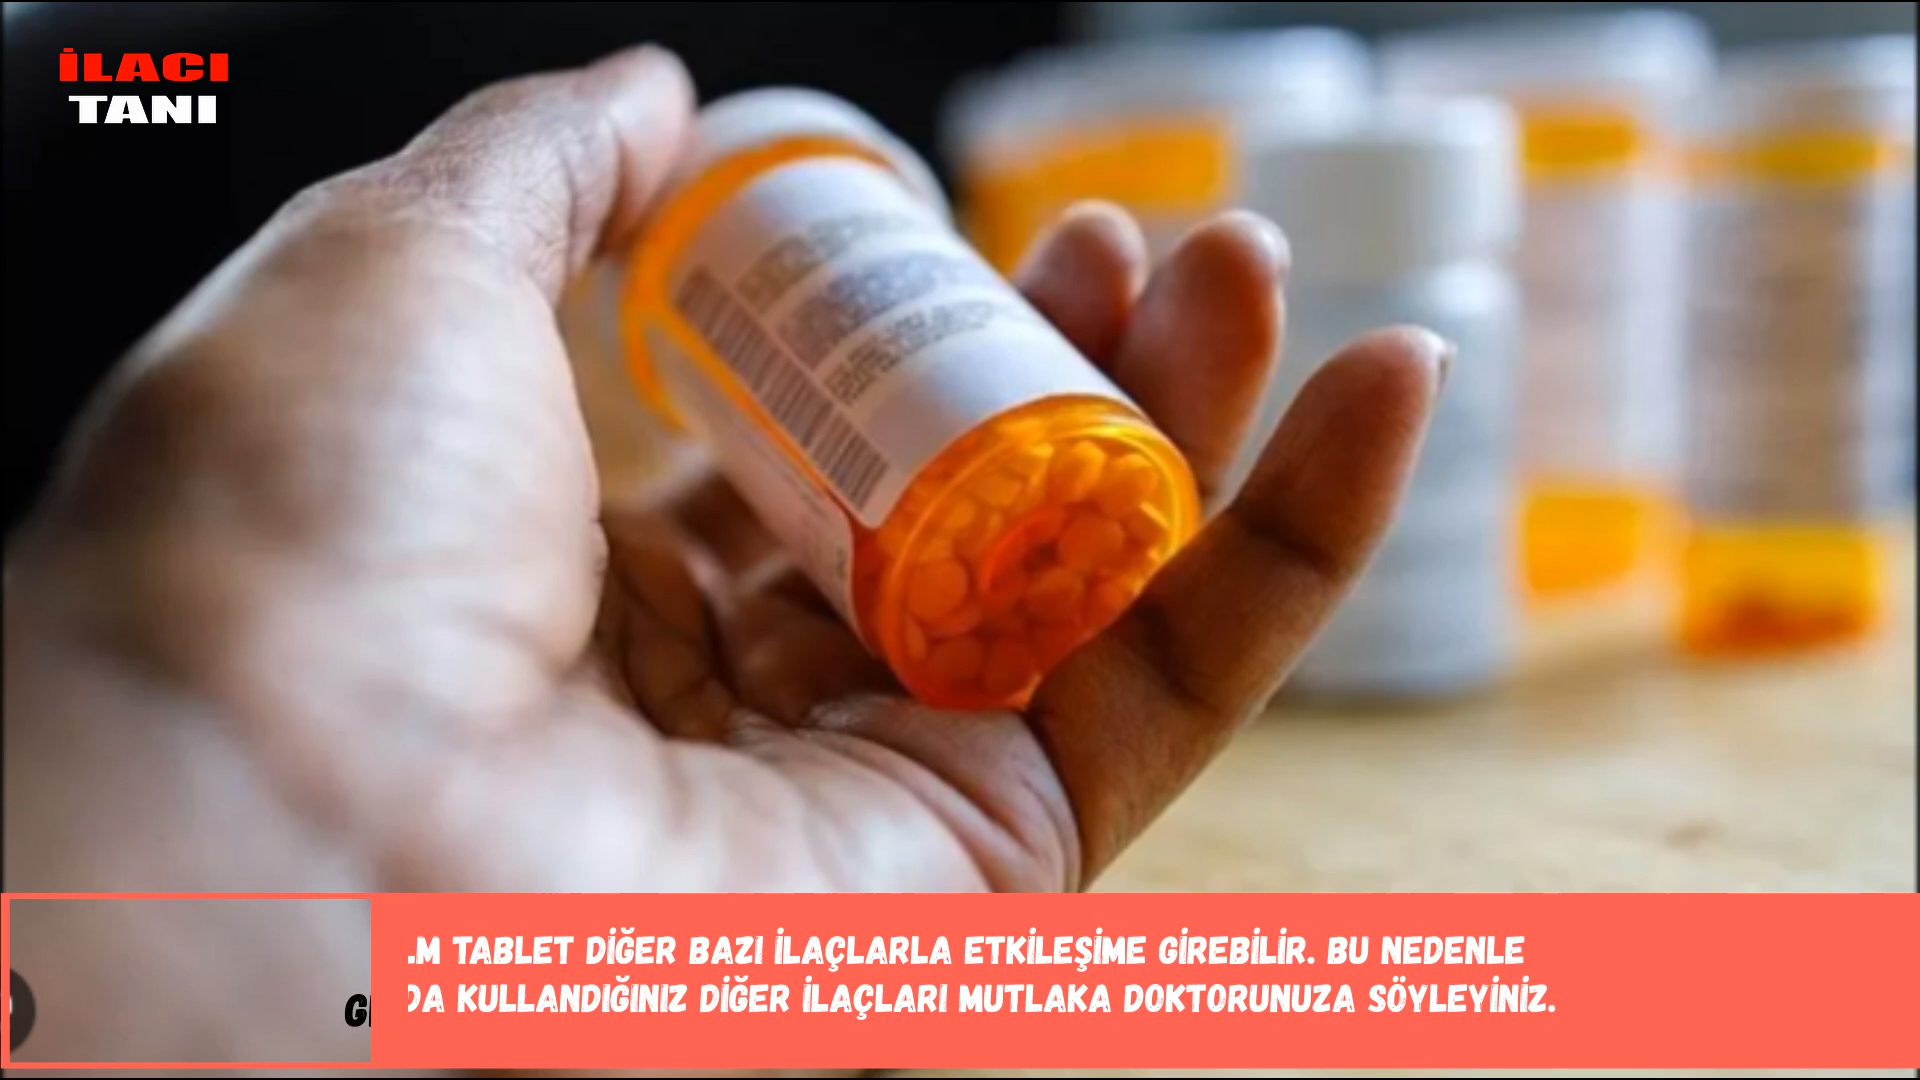 İLACI
TANI
.M TABLET DİĞER BAZI İLAÇLARLA ETKİLEŞİME GİREBİLİR. BU NEDENLE
DA KULLANDIĞINIZ DİĞER İLAÇLARI MUTLAKA DOKTORUNUZA SÖYLEYİNİZ.